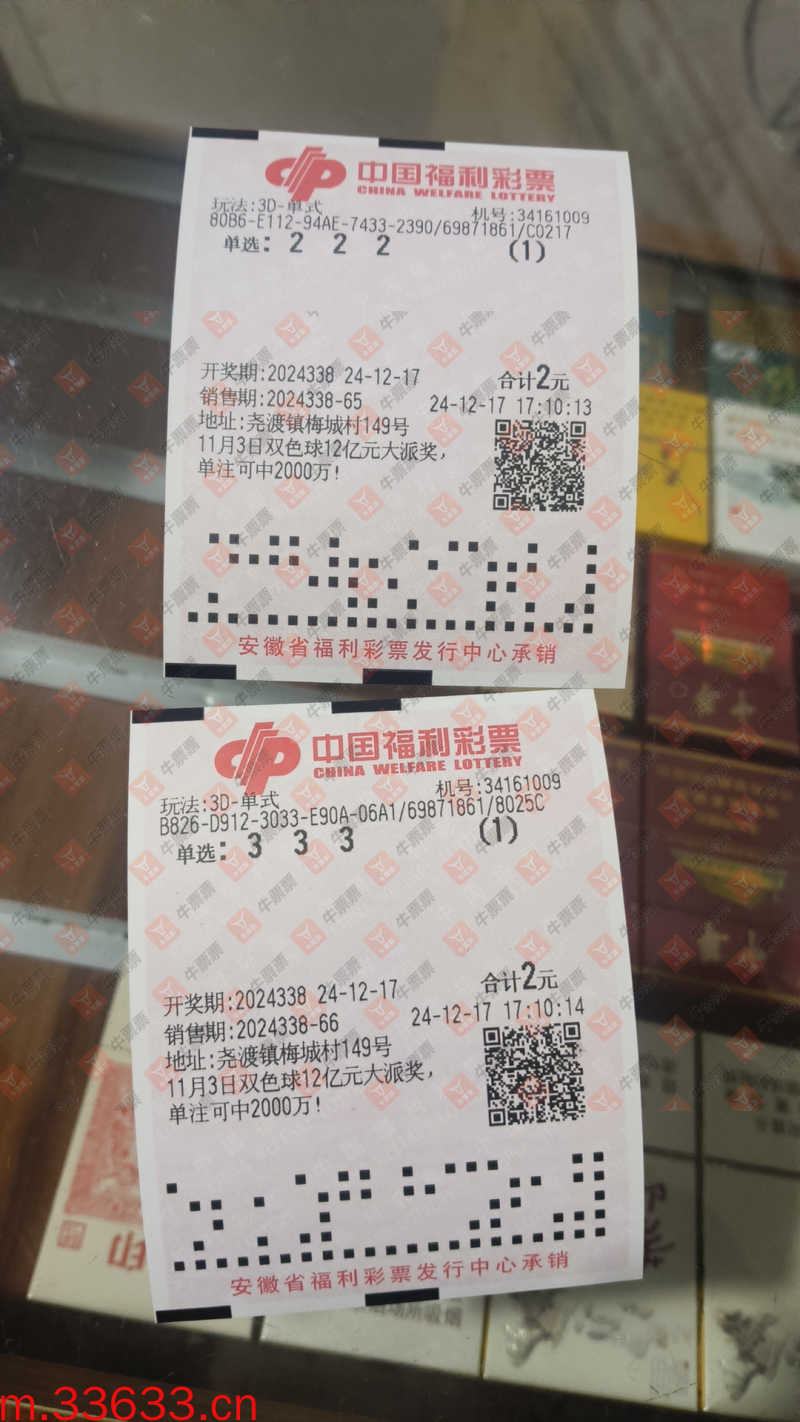 中国福利彩票
CHINA WELFARE LOTTERY
玩法:3D-单式 机号:34161009
80B6-E112-94AE-7433-2390/69871861/C0217
单选: 2 2 2 (1)
开奖期:2024338 24-12-17 合计2元
销售期:2024338-65 24-12-17 17:10:13
地址:尧渡镇梅城村149号
11月3日双色球12亿元大派奖,
单注可中2000万!
安徽省福利彩票发行中心承销
中国福利彩票
CHINA WELFARE LOTTERY
玩法:3D-单式 机号:34161009
B826-D912-3033-E90A-06A1/69871861/8025C
单选: 3 3 3 (1)
开奖期:2024338 24-12-17 合计2元
销售期:2024338-66 24-12-17 17:10:14
地址:尧渡镇梅城村149号
11月3日双色球12亿元大派奖,
单注可中2000万!
安徽省福利彩票发行中心承销
牛票票
印
场所吸烟
m.33633.cn